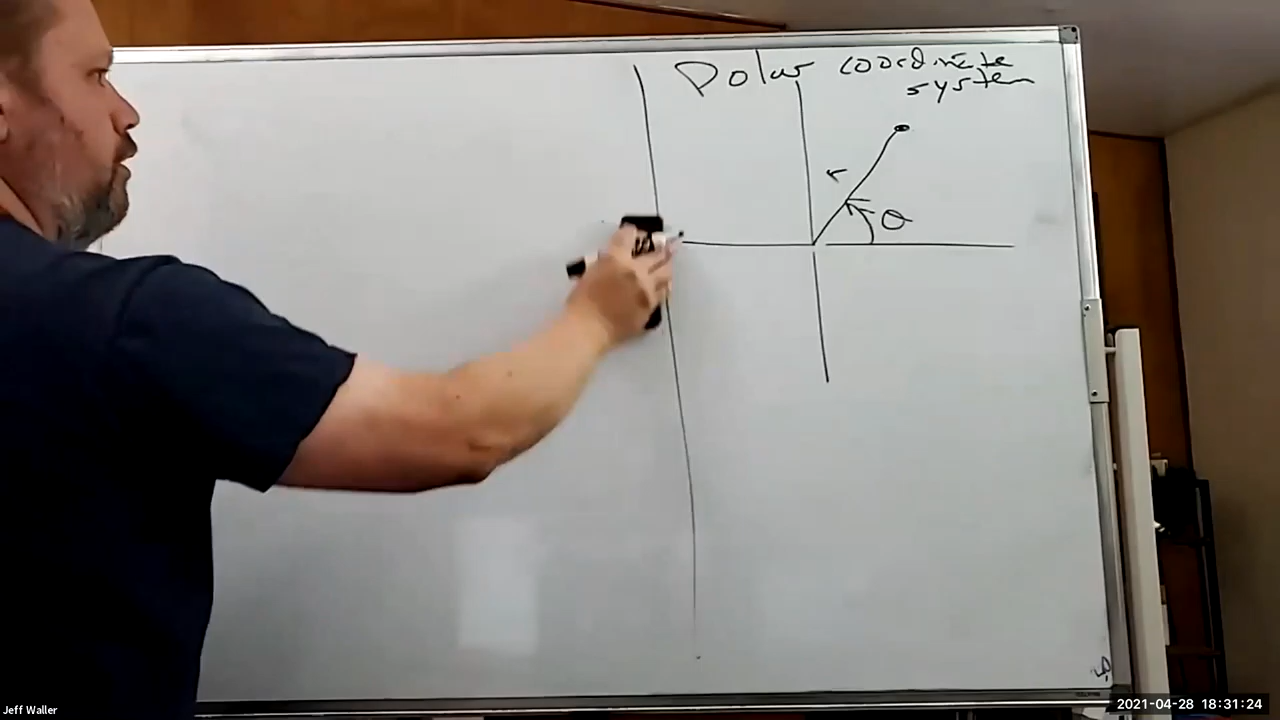 Polar coordinate
system
r
θ
Jeff Waller
2021-04-28 18:31:24